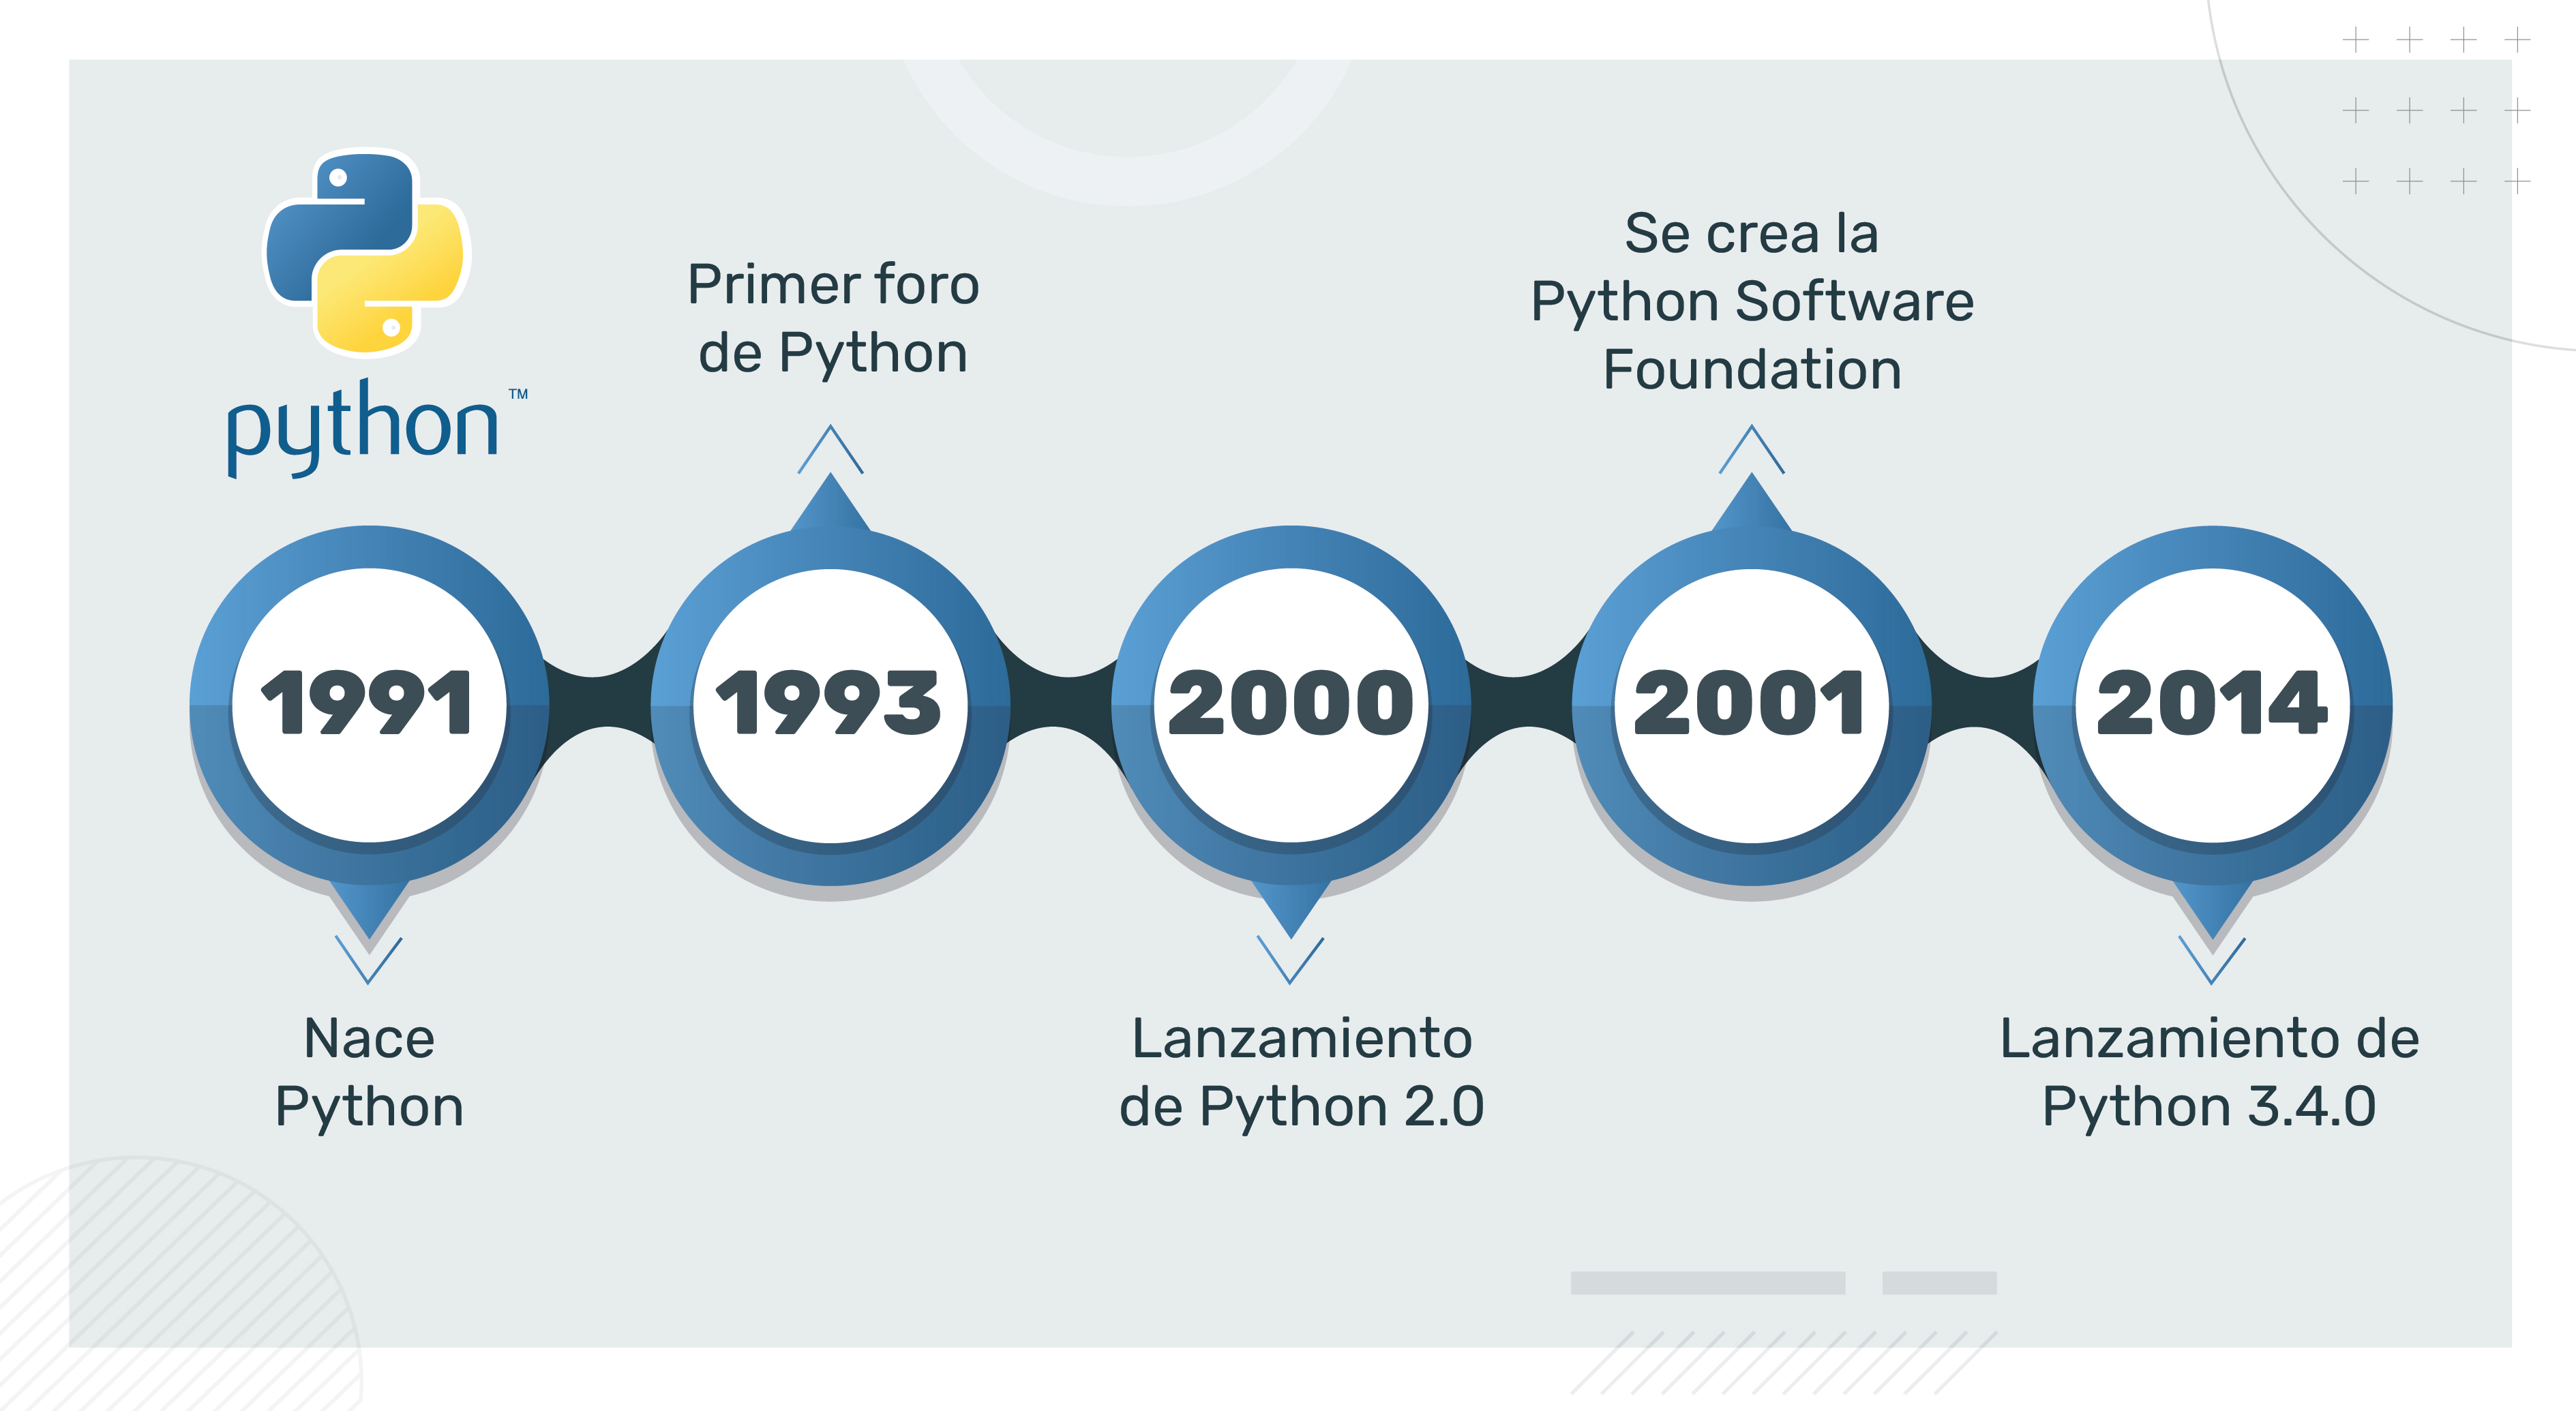 python™
Primer foro
de Python
Se crea la
Python Software
Foundation
1991
1993
2000
2001
2014
Nace
Python
Lanzamiento
de Python 2.0
Lanzamiento de
Python 3.4.0